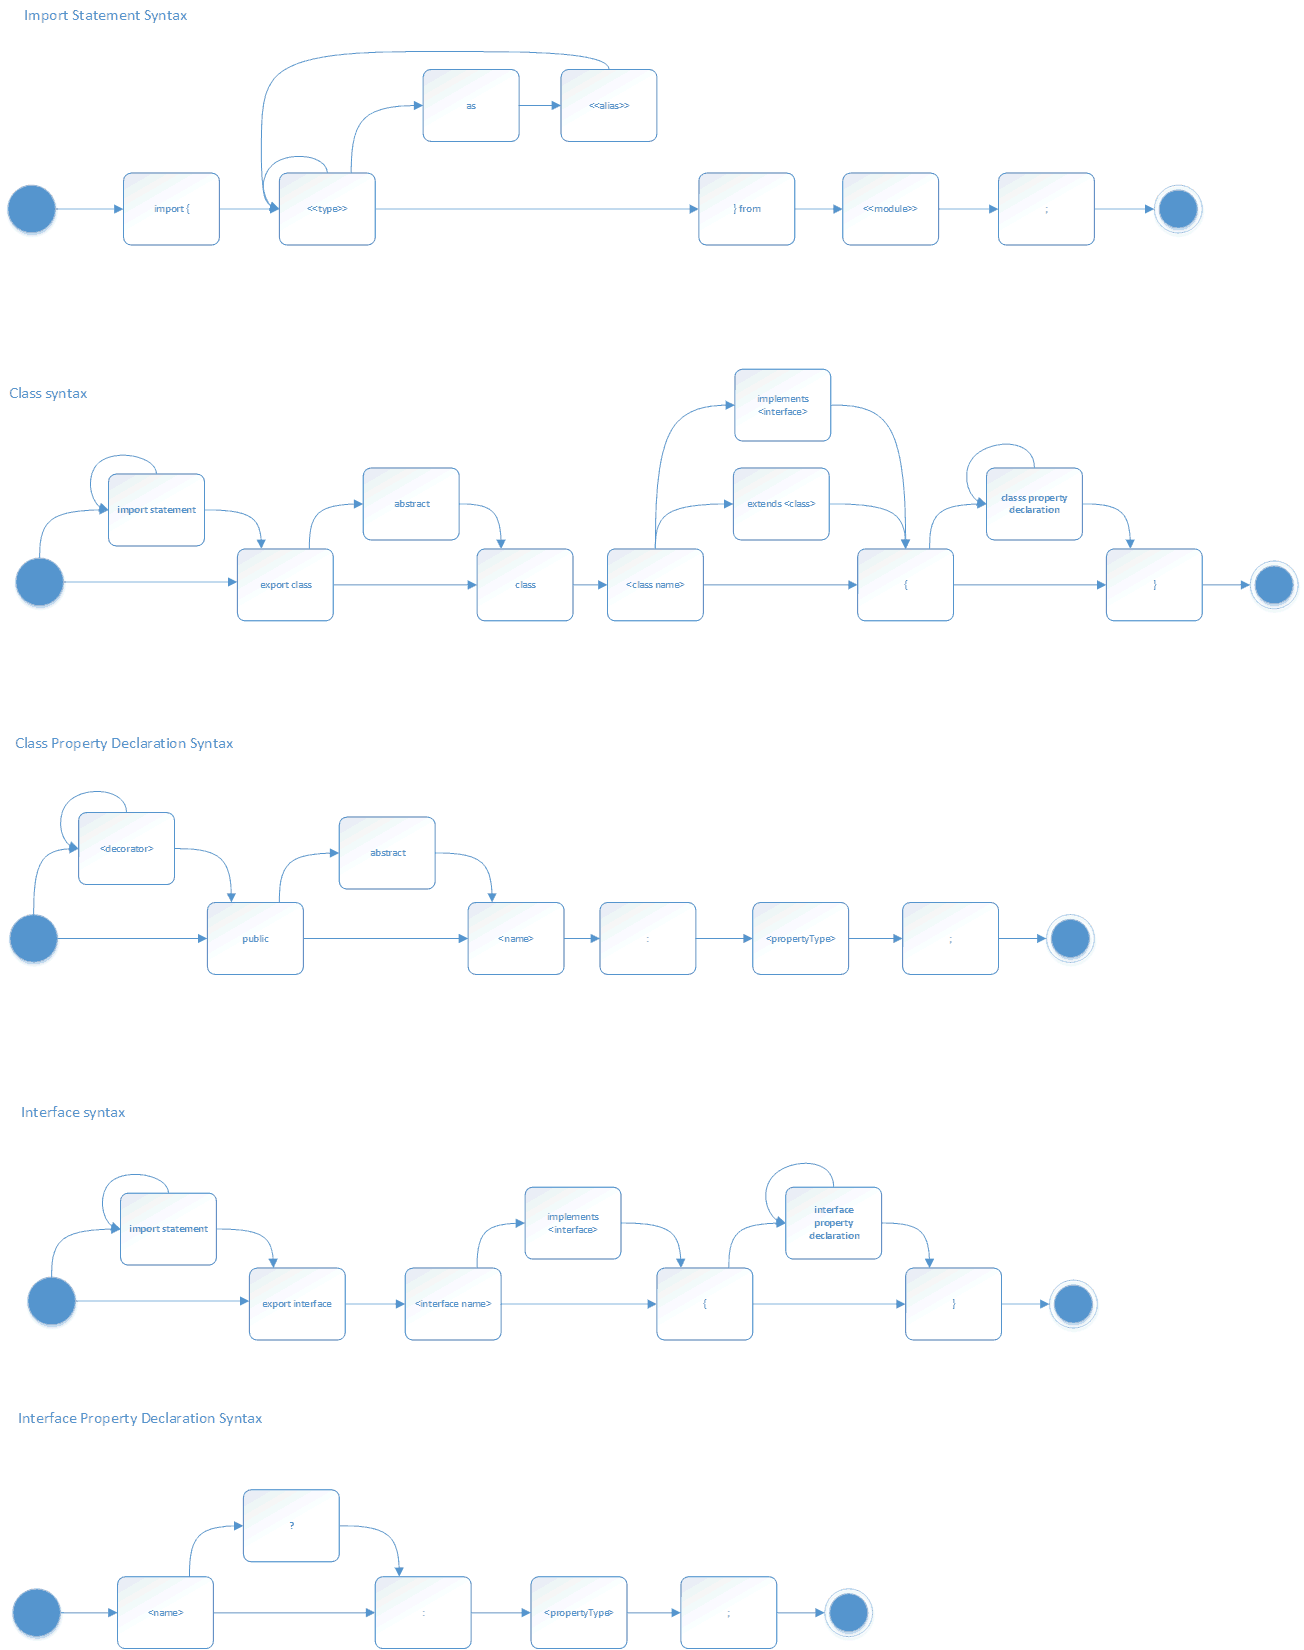 Import Statement Syntax
as
<<alias>>
import {
<<type>>
} from
<<module>>
;
Class syntax
implements
<interface>
import statement
abstract
extends <class>
classs property
declaration
export class
class
<class name>
{
}
Class Property Declaration Syntax
<decorator>
abstract
public
<name>
:
<propertyType>
;
Interface syntax
import statement
implements
<interface>
interface
property
declaration
export interface
<interface name>
{
}
Interface Property Declaration Syntax
?
<name>
:
<propertyType>
;